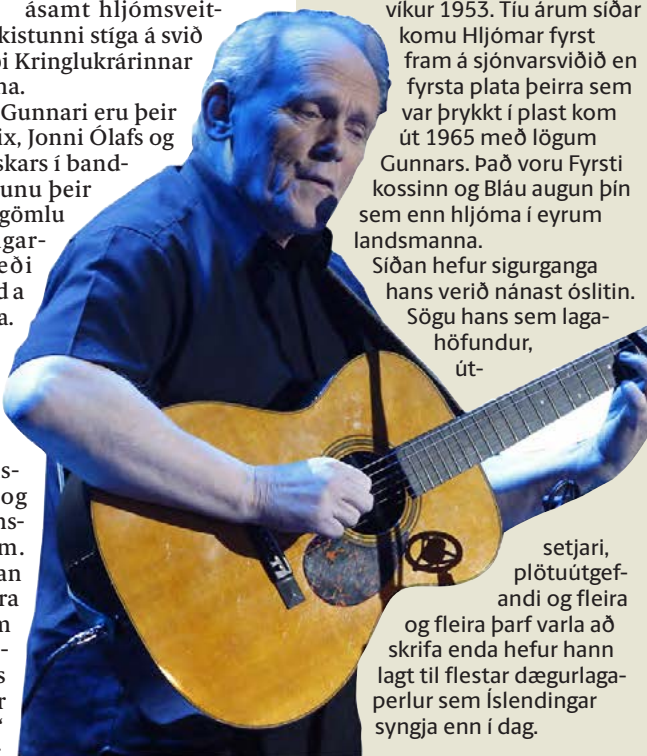 ásamt hljómsveit-
kistunni stíga á svið
i Kringlukrárinnar
na.
Gunnari eru þeir
ix, Jonni Ólafs og
skars í band-
unu þeir
gömlu
gar-
eði
da
a.
s-
og
ns-
m.
an
ra
m
-
s
r
víkur 1953. Tíu árum síðar
komu Hljómar fyrst
fram á sjónvarsviðið en
fyrsta plata þeirra sem
var þrykkt í plast kom
út 1965 með lögum
Gunnars. Það voru Fyrsti
kossinn og Bláu augun þín
sem enn hljóma í eyrum
landsmanna.
Síðan hefur sigurganga
hans verið nánast óslitin.
Sögu hans sem laga-
höfundur,
út-
setjari,
plötuútgef-
andi og fleira
og fleira þarf varla að
skrifa enda hefur hann
lagt til flestar dægurlaga-
perlur sem Íslendingar
syngja enn í dag.